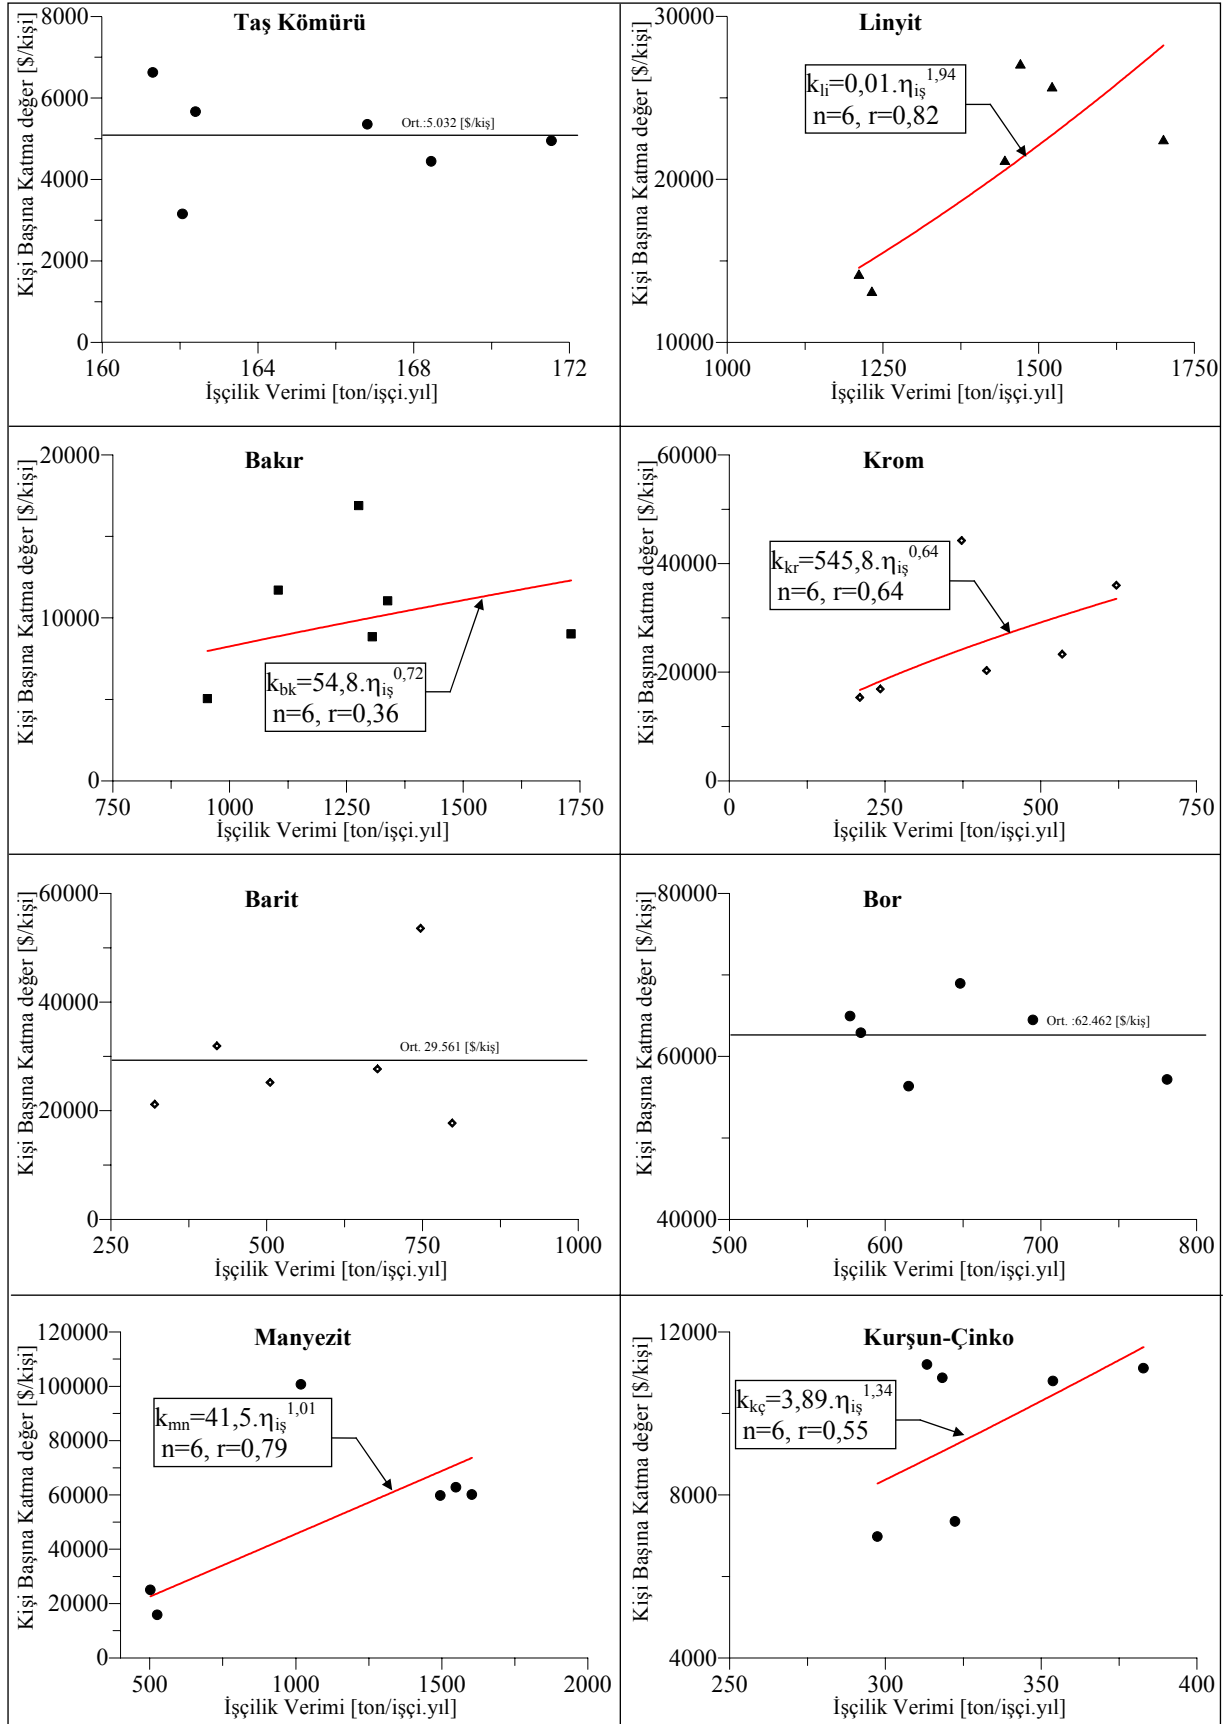 Taş Kömürü
Kişi Başına Katma değer [$/kişi]
8000
6000
4000
2000
0
Ort.:5.032 [$/kiş]
160 164 168 172
İşçilik Verimi [ton/işçi.yıl]
Linyit
Kişi Başına Katma değer [$/kişi]
30000
20000
10000
kli=0,01.ηiş1,94
n=6, r=0,82
1000 1250 1500 1750
İşçilik Verimi [ton/işçi.yıl]
Bakır
Kişi Başına Katma değer [$/kişi]
20000
10000
0
kbk=54,8.ηiş0,72
n=6, r=0,36
750 1000 1250 1500 1750
İşçilik Verimi [ton/işçi.yıl]
Krom
Kişi Başına Katma değer [$/kişi]
60000
40000
20000
0
kkr=545,8.ηiş0,64
n=6, r=0,64
0 250 500 750
İşçilik Verimi [ton/işçi.yıl]
Barit
Kişi Başına Katma değer [$/kişi]
60000
40000
20000
0
Ort. 29.561 [$/kiş]
250 500 750 1000
İşçilik Verimi [ton/işçi.yıl]
Bor
Kişi Başına Katma değer [$/kişi]
80000
60000
40000
Ort. :62.462 [$/kiş]
500 600 700 800
İşçilik Verimi [ton/işçi.yıl]
Manyezit
Kişi Başına Katma değer [$/kişi]
120000
100000
80000
60000
40000
20000
0
kmn=41,5.ηiş1,01
n=6, r=0,79
500 1000 1500 2000
İşçilik Verimi [ton/işçi.yıl]
Kurşun-Çinko
Kişi Başına Katma değer [$/kişi]
12000
8000
4000
kkç=3,89.ηiş1,34
n=6, r=0,55
250 300 350 400
İşçilik Verimi [ton/işçi.yıl]